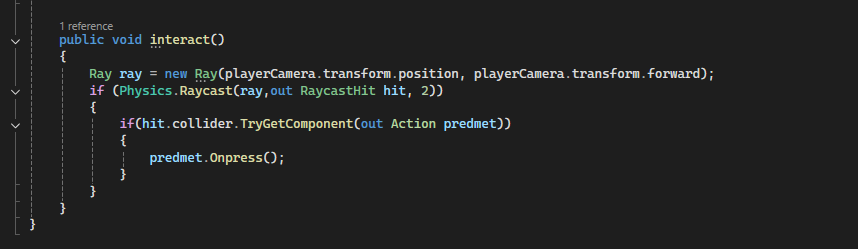 1 reference
public void interact()
{
Ray ray = new Ray(playerCamera.transform.position, playerCamera.transform.forward);
if (Physics.Raycast(ray,out RaycastHit hit, 2))
{
if(hit.collider.TryGetComponent(out Action predmet))
{
predmet.Onpress();
}
}
}
}